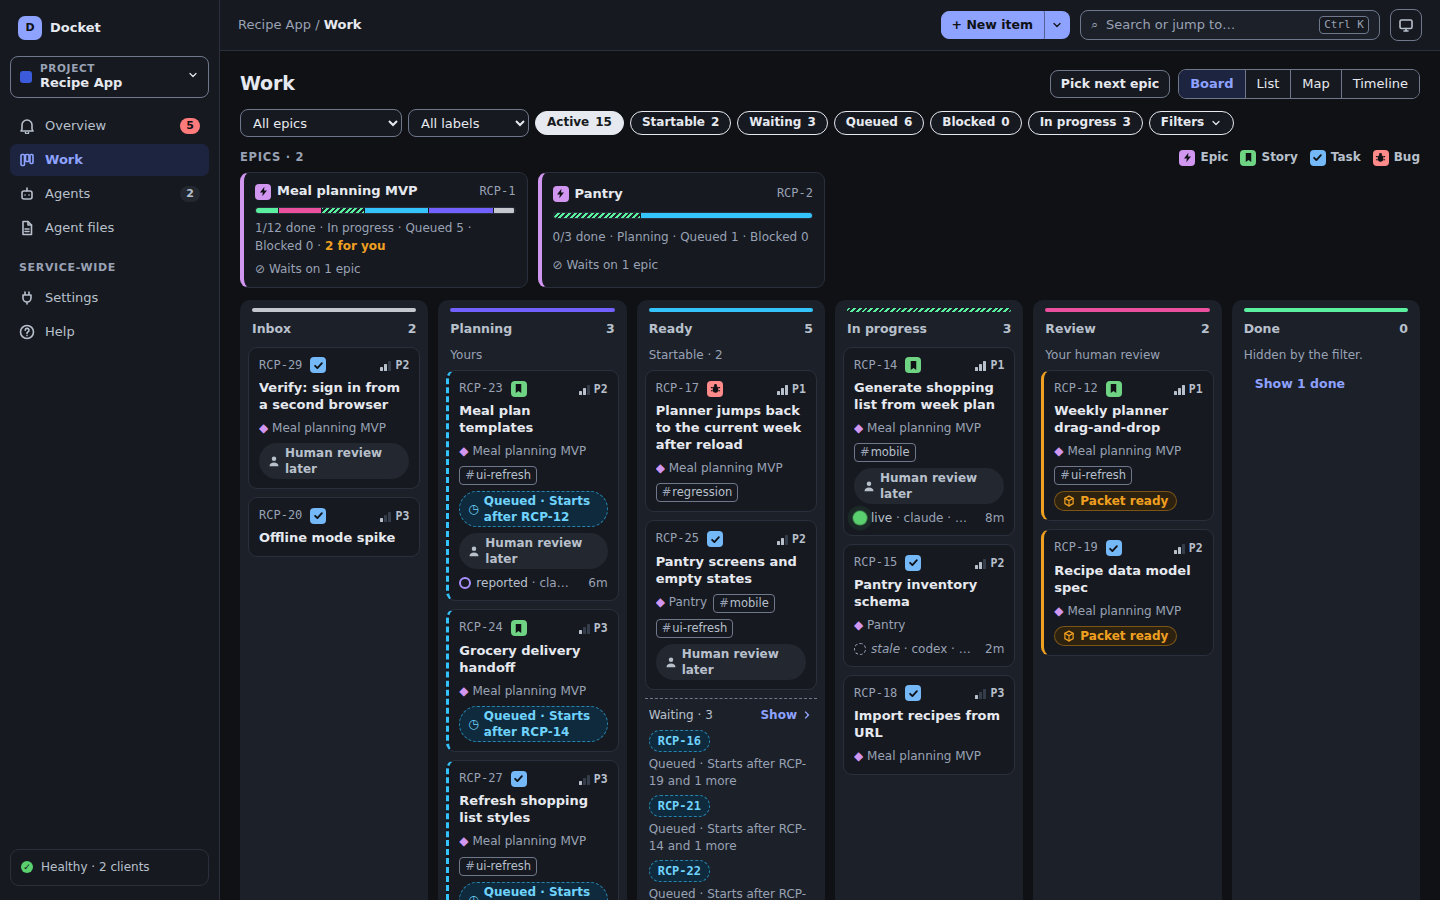 D Docket
PROJECT
Recipe App
Overview 5
Work
Agents 2
Agent files
SERVICE-WIDE
Settings
Help
Healthy · 2 clients
Recipe App / Work
+ New item
Search or jump to… Ctrl K
Work
Pick next epic
Board List Map Timeline
All epics
All labels
Active 15
Startable 2
Waiting 3
Queued 6
Blocked 0
In progress 3
Filters
EPICS · 2
Epic Story Task Bug
Meal planning MVP RCP-1
1/12 done · In progress · Queued 5 ·
Blocked 0 · 2 for you
⊘ Waits on 1 epic
Pantry RCP-2
0/3 done · Planning · Queued 1 · Blocked 0
⊘ Waits on 1 epic
Inbox 2
RCP-29 P2
Verify: sign in from
a second browser
◆ Meal planning MVP
Human review
later
RCP-20 P3
Offline mode spike
Planning 3
Yours
RCP-23 P2
Meal plan
templates
◆ Meal planning MVP
#ui-refresh
Queued · Starts
after RCP-12
Human review
later
reported · cla… 6m
RCP-24 P3
Grocery delivery
handoff
◆ Meal planning MVP
Queued · Starts
after RCP-14
RCP-27 P3
Refresh shopping
list styles
◆ Meal planning MVP
#ui-refresh
Queued · Starts
Ready 5
Startable · 2
RCP-17 P1
Planner jumps back
to the current week
after reload
◆ Meal planning MVP
#regression
RCP-25 P2
Pantry screens and
empty states
◆ Pantry #mobile
#ui-refresh
Human review
later
Waiting · 3 Show
RCP-16
Queued · Starts after RCP-
19 and 1 more
RCP-21
Queued · Starts after RCP-
14 and 1 more
RCP-22
Queued · Starts after RCP-
In progress 3
RCP-14 P1
Generate shopping
list from week plan
◆ Meal planning MVP
#mobile
Human review
later
live · claude · … 8m
RCP-15 P2
Pantry inventory
schema
◆ Pantry
stale · codex · … 2m
RCP-18 P3
Import recipes from
URL
◆ Meal planning MVP
Review 2
Your human review
RCP-12 P1
Weekly planner
drag-and-drop
◆ Meal planning MVP
#ui-refresh
Packet ready
RCP-19 P2
Recipe data model
spec
◆ Meal planning MVP
Packet ready
Done 0
Hidden by the filter.
Show 1 done